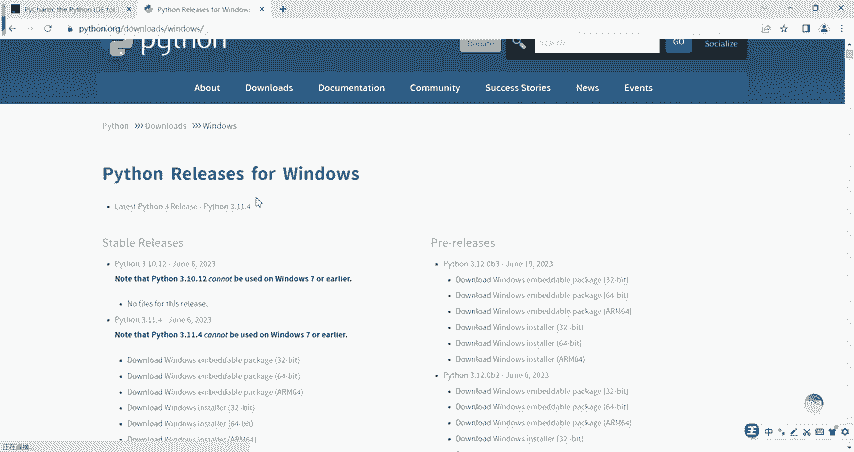 PyCharm: the Python IDE for
Python Releases for Windows
python.org/downloads/windows/
python
Donate
Search
GO
Socialize
About Downloads Documentation Community Success Stories News Events
Python >>> Downloads >>> Windows
Python Releases for Windows
Latest Python 3 Release - Python 3.11.4
Stable Releases
Python 3.10.12 - June 6, 2023
Note that Python 3.10.12 cannot be used on Windows 7 or earlier.
No files for this release.
Python 3.11.4 - June 6, 2023
Note that Python 3.11.4 cannot be used on Windows 7 or earlier.
Download Windows embeddable package (32-bit)
Download Windows embeddable package (64-bit)
Download Windows embeddable package (ARM64)
Download Windows installer (32 -bit)
Download Windows installer (64-bit)
Download Windows installer (ARM64)
Pre-releases
Python 3.12.0b3 - June 19, 2023
Download Windows embeddable package (32-bit)
Download Windows embeddable package (64-bit)
Download Windows embeddable package (ARM64)
Download Windows installer (32 -bit)
Download Windows installer (64-bit)
Download Windows installer (ARM64)
Python 3.12.0b2 - June 6, 2023
Download Windows embeddable package (32-bit)
Download Windows embeddable package (64-bit)
Download Windows embeddable package (ARM64)
Download Windows installer (32 -bit)
中